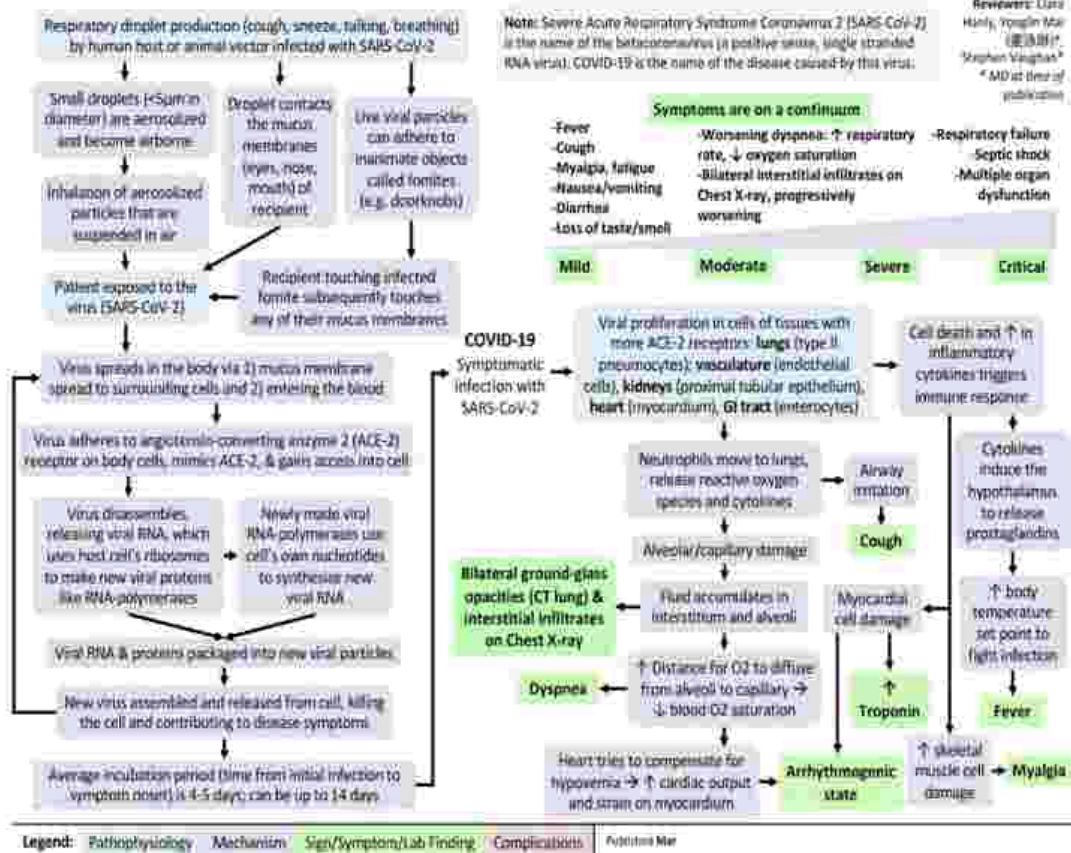 Respiratory droplet production (cough, sneeze, talking, breathing)
by human host or animal vector infected with SARS-CoV-2
Small droplets (<5μm in
diameter) are aerosolized
and become airborne
Inhalation of aerosolized
particles that are
suspended in air
Droplet contacts
the mucus
membranes
(eyes, nose,
mouth) of
recipient
Live viral particles
can adhere to
inanimate objects
called fomites
(e.g. doorknobs)
Patient exposed to the
virus (SARS-CoV-2)
Recipient touching infected
fomite subsequently touches
any of their mucus membranes
Virus spreads in the body via 1) mucus membrane
spread to surrounding cells and 2) entering the blood
Virus adheres to angiotensin-converting enzyme 2 (ACE-2)
receptor on body cells, mimics ACE-2, & gains access into cell
Virus disassembles,
releasing viral RNA, which
uses host cell's ribosomes
to make new viral proteins
like RNA-polymerases
Newly made viral
RNA-polymerases use
cell's own nucleotides
to synthesize new
viral RNA
Viral RNA & proteins packaged into new viral particles
New virus assembled and released from cell, killing
the cell and contributing to disease symptoms
Average incubation period (time from initial infection to
symptom onset) is 4-5 days; can be up to 14 days
Note: Severe Acute Respiratory Syndrome Coronavirus 2 (SARS-CoV-2)
is the name of the betacoronavirus (a positive sense, single stranded
RNA virus). COVID-19 is the name of the disease caused by this virus.
Reviewers:
Stephen Vaughan*
* MD at time of
publication
Symptoms are on a continuum
-Fever
-Cough
-Myalgia, fatigue
-Nausea/vomiting
-Diarrhea
-Loss of taste/smell
-Worsening dyspnea: ↑ respiratory
rate, ↓ oxygen saturation
-Bilateral interstitial infiltrates on
Chest X-ray, progressively
worsening
-Respiratory failure
-Septic shock
-Multiple organ
dysfunction
Mild
Moderate
Severe
Critical
COVID-19
Symptomatic
infection with
SARS-CoV-2
Viral proliferation in cells of tissues with
more ACE-2 receptors: lungs (type II
pneumocytes); vasculature (endothelial
cells), kidneys (proximal tubular epithelium),
heart (myocardium), GI tract (enterocytes)
Cell death and ↑ in
inflammatory
cytokines triggers
immune response
Neutrophils move to lungs,
release reactive oxygen
species and cytokines
Airway
irritation
Cough
Cytokines
induce the
hypothalamus
to release
prostaglandins
Alveolar/capillary damage
Bilateral ground-glass
opacities (CT lung) &
interstitial infiltrates
on Chest X-ray
Fluid accumulates in
interstitium and alveoli
Myocardial
cell damage
↑ body
temperature
set point to
fight infection
Dyspnea
↑ Distance for O2 to diffuse
from alveoli to capillary →
↓ blood O2 saturation
↑
Troponin
Fever
Heart tries to compensate for
hypoxemia → ↑ cardiac output
and strain on myocardium
Arrhythmogenic
state
↑ skeletal
muscle cell
damage
Myalgia
Legend: Pathophysiology Mechanism Sign/Symptom/Lab Finding Complications
Published Mar